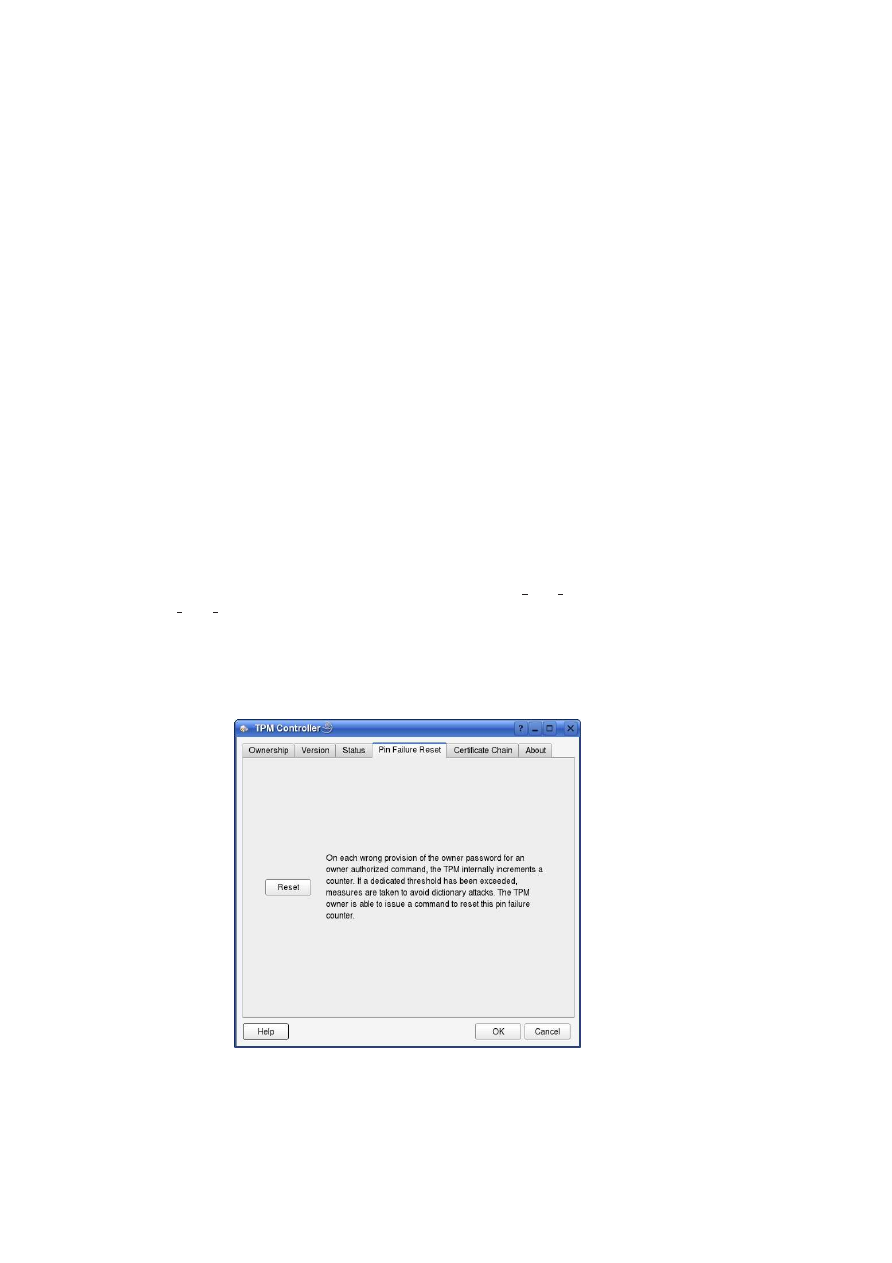 TPM Controller
Ownership Version Status Pin Failure Reset Certificate Chain About
On each wrong provision of the owner password for an
owner authorized command, the TPM internally increments a
counter. If a dedicated threshold has been exceeded,
measures are taken to avoid dictionary attacks. The TPM
owner is able to issue a command to reset this pin failure
counter.
Reset
Help OK Cancel